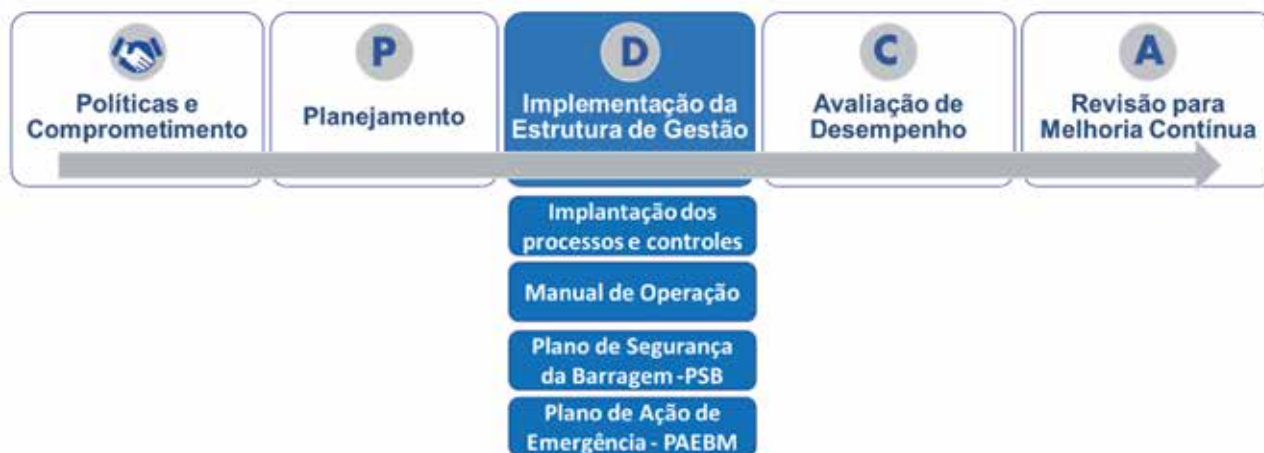 Políticas e
Comprometimento
P
Planejamento
D
Implementação da
Estrutura de Gestão
C
Avaliação de
Desempenho
A
Revisão para
Melhoria Contínua
Implantação dos
processos e controles
Manual de Operação
Plano de Segurança
da Barragem -PSB
Plano de Ação de
Emergência - PAEBM